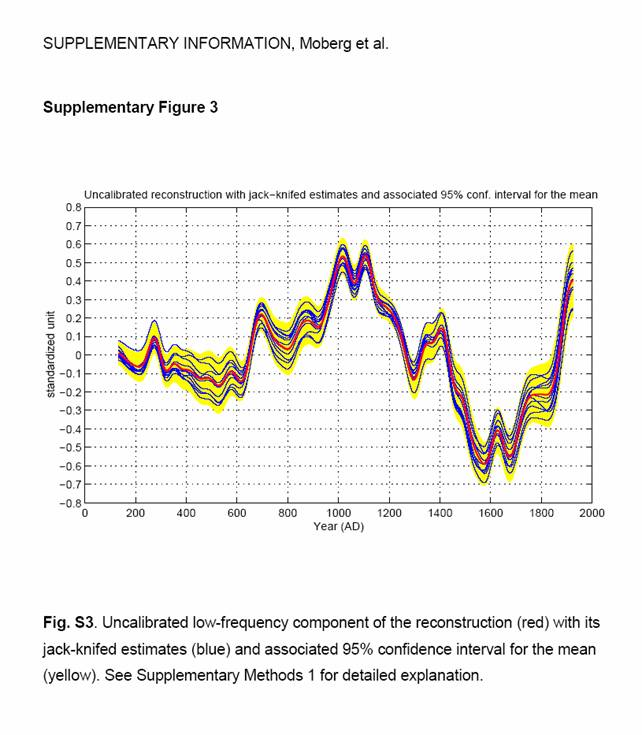 SUPPLEMENTARY INFORMATION, Moberg et al.
Supplementary Figure 3
Uncalibrated reconstruction with jack−knifed estimates and associated 95% conf. interval for the mean
0.8
0.7
0.6
0.5
0.4
0.3
0.2
0.1
0
−0.1
−0.2
−0.3
−0.4
−0.5
−0.6
−0.7
−0.8
standardized unit
0 200 400 600 800 1000 1200 1400 1600 1800 2000
Year (AD)
Fig. S3. Uncalibrated low-frequency component of the reconstruction (red) with its
jack-knifed estimates (blue) and associated 95% confidence interval for the mean
(yellow). See Supplementary Methods 1 for detailed explanation.